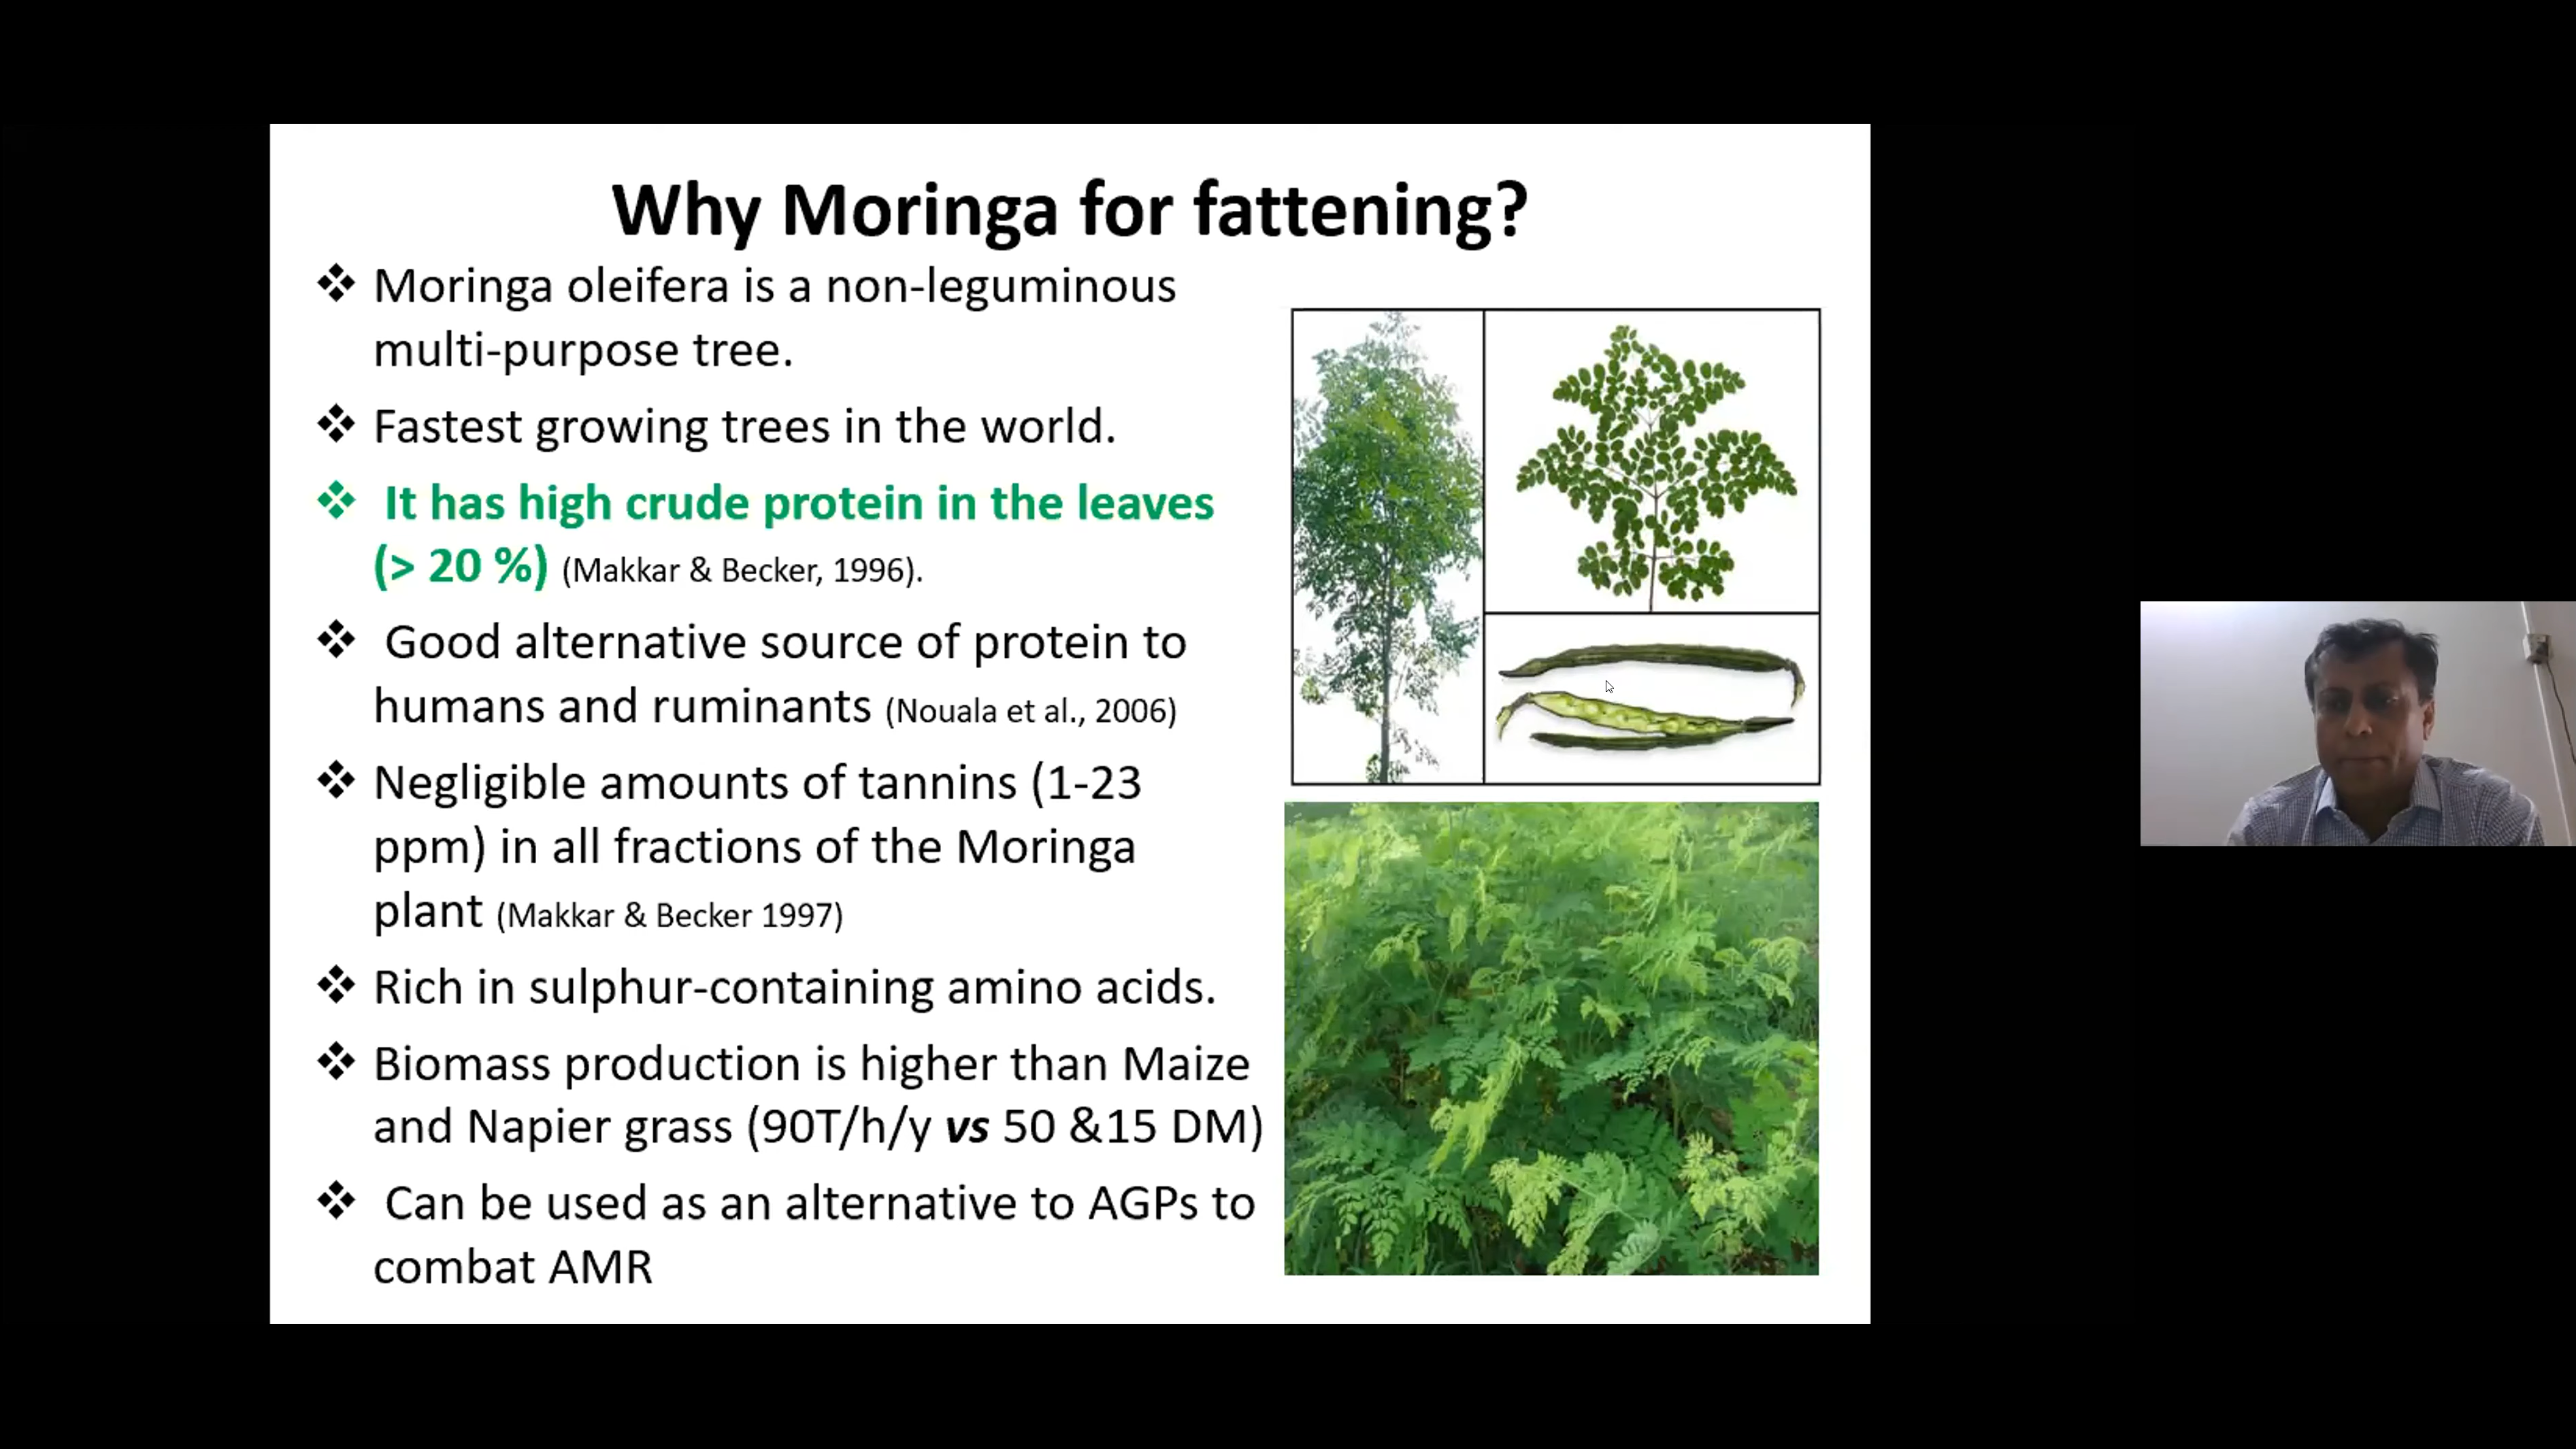 Why Moringa for fattening?
Moringa oleifera is a non-leguminous
multi-purpose tree.
Fastest growing trees in the world.
It has high crude protein in the leaves
(> 20 %) (Makkar & Becker, 1996).
Good alternative source of protein to
humans and ruminants (Nouala et al., 2006)
Negligible amounts of tannins (1-23
ppm) in all fractions of the Moringa
plant (Makkar & Becker 1997)
Rich in sulphur-containing amino acids.
Biomass production is higher than Maize
and Napier grass (90T/h/y vs 50 &15 DM)
Can be used as an alternative to AGPs to
combat AMR